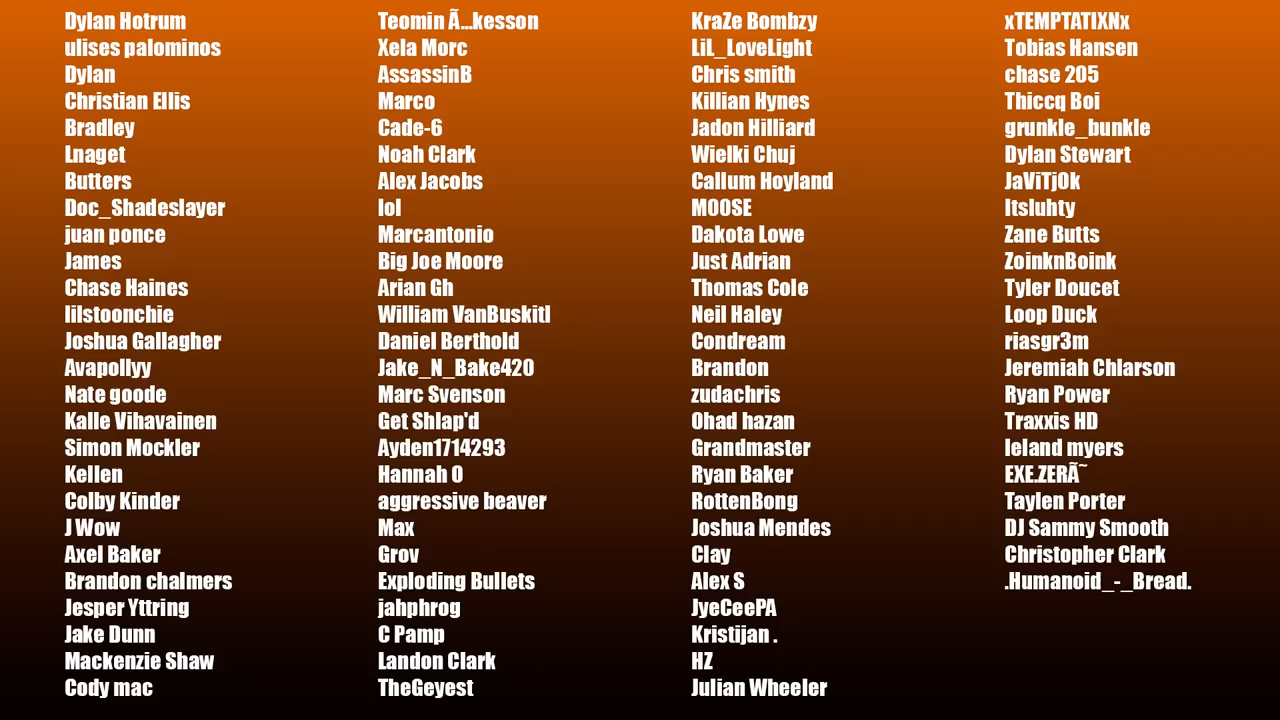 Dylan Hotrum
ulises palominos
Dylan
Christian Ellis
Bradley
Lnaget
Butters
Doc_Shadeslayer
juan ponce
James
Chase Haines
lilstoonchie
Joshua Gallagher
Avapollyy
Nate goode
Kalle Vihavainen
Simon Mockler
Kellen
Colby Kinder
J Wow
Axel Baker
Brandon chalmers
Jesper Yttring
Jake Dunn
Mackenzie Shaw
Cody mac
Teomin Ã...kesson
Xela Morc
AssassinB
Marco
Cade-6
Noah Clark
Alex Jacobs
lol
Marcantonio
Big Joe Moore
Arian Gh
William VanBuskitl
Daniel Berthold
Jake_N_Bake420
Marc Svenson
Get Shlap'd
Ayden1714293
Hannah O
aggressive beaver
Max
Grov
Exploding Bullets
jahphrog
C Pamp
Landon Clark
TheGeyest
KraZe Bombzy
LiL_LoveLight
Chris smith
Killian Hynes
Jadon Hilliard
Wielki Chuj
Callum Hoyland
MOOSE
Dakota Lowe
Just Adrian
Thomas Cole
Neil Haley
Condream
Brandon
zudachris
Ohad hazan
Grandmaster
Ryan Baker
RottenBong
Joshua Mendes
Clay
Alex S
JyeCeePA
Kristijan .
HZ
Julian Wheeler
xTEMPTATIXNx
Tobias Hansen
chase 205
Thiccq Boi
grunkle_bunkle
Dylan Stewart
JaViTj0k
Itsluhty
Zane Butts
ZoinknBoink
Tyler Doucet
Loop Duck
riasgr3m
Jeremiah Chlarson
Ryan Power
Traxxis HD
leland myers
EXE.ZERÃ˜
Taylen Porter
DJ Sammy Smooth
Christopher Clark
.Humanoid_-_Bread.